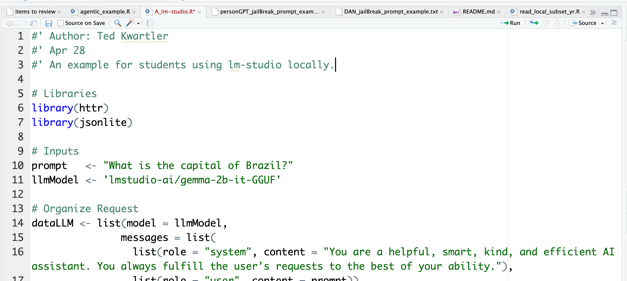 items to review
agentic_example.R
A_lm-studio.R*
personGPT_jailBreak_prompt_exam...
DAN_jailBreak_prompt_example.txt
README.md
read_local_subset_yr.R
Source on Save
Run
Source
1 #' Author: Ted Kwartler
2 #' Apr 28
3 #' An example for students using lm-studio locally.
4
5 # Libraries
6 library(httr)
7 library(jsonlite)
8
9 # Inputs
10 prompt <- "What is the capital of Brazil?"
11 llmModel <- 'lmstudio-ai/gemma-2b-it-GGUF'
12
13 # Organize Request
14 dataLLM <- list(model = llmModel,
15 messages = list(
16 list(role = "system", content = "You are a helpful, smart, kind, and efficient AI
assistant. You always fulfill the user's requests to the best of your ability."),
17 list(role = "user", content = prompt))